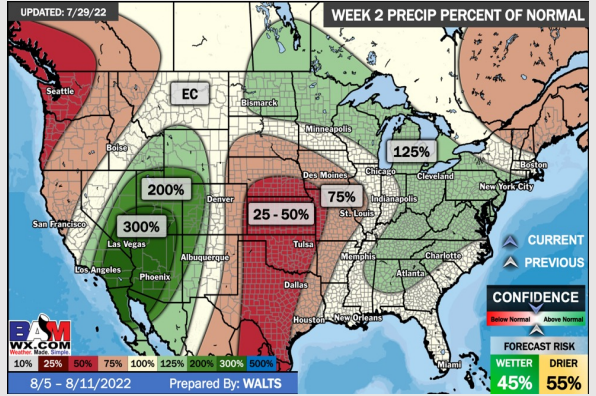 UPDATED: 7/29/22
WEEK 2 PRECIP PERCENT OF NORMAL
Seattle
EC
Bismarck
Minneapolis
125%
Boise
Boston
Chicago
Cleveland
Des Moines
New York City
200%
75%
Denver
Indianapolis
25 - 50%
St. Louis
300%
San Francisco
Las Vegas
Tulsa
CURRENT
Albuquerque
Memphis
Charlotte
PREVIOUS
Los Angeles
Phoenix
Atlanta
Dallas
CONFIDENCE
Houston
New Orleans
Below Normal
Above Normal
BAM
WX.COM
Weather. Made. Simple.
FORECAST RISK
Miami
WETTER
DRIER
10% 25% 50% 75% 100% 125% 200% 300% 500%
45%
55%
8/5 – 8/11/2022
Prepared By: WALTS